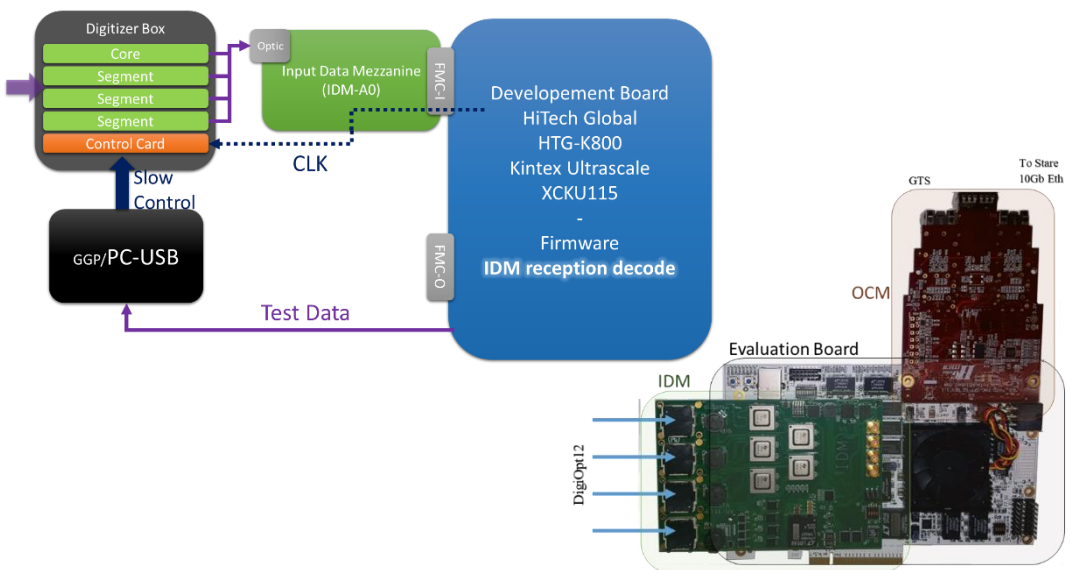 Digitizer Box
Core
Segment
Segment
Segment
Control Card
Optic
Input Data Mezzanine
(IDM-A0)
FMC-I
CLK
Slow
Control
GGP/PC-USB
Test Data
FMC-O
Developement Board
HiTech Global
HTG-K800
Kintex Ultrascale
XCKU115
-
Firmware
IDM reception decode
GTS
To Stare
10Gb Eth
OCM
Evaluation Board
IDM
DigiOpt12
IDM